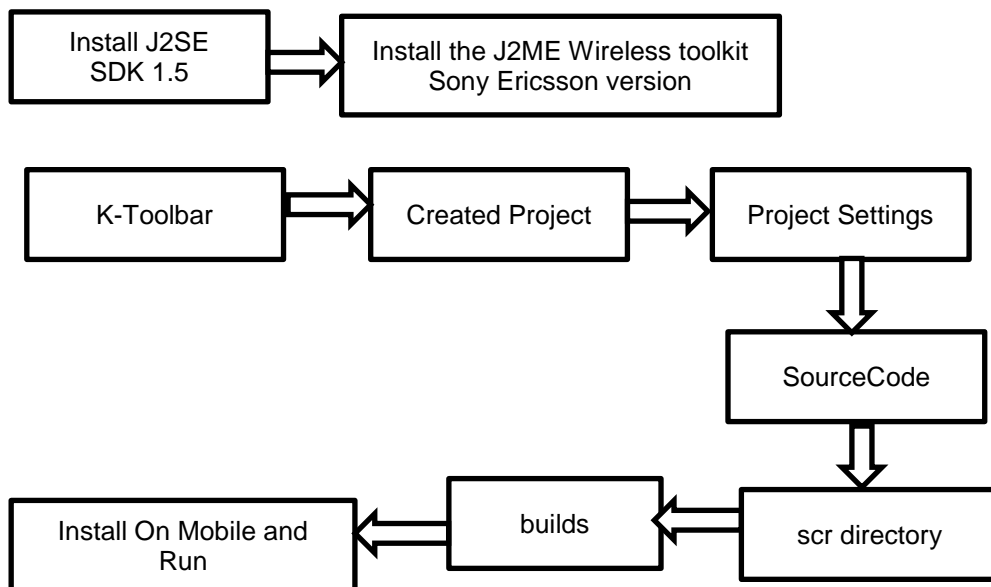 Install J2SE
SDK 1.5
Install the J2ME Wireless toolkit
Sony Ericsson version
K-Toolbar
Created Project
Project Settings
SourceCode
scr directory
builds
Install On Mobile and
Run